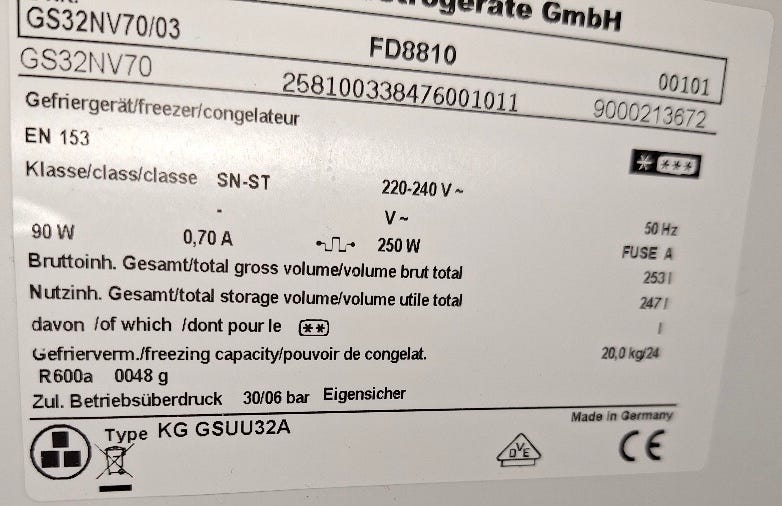 GmbH
GS32NV70/03 FD8810 00101
GS32NV70 258100338476001011 9000213672
Gefriergerät/freezer/congelateur
EN 153
* ***
Klasse/class/classe SN-ST 220-240 V ~
- V ~ 50 Hz
90 W 0,70 A 250 W FUSE A
Bruttoinh. Gesamt/total gross volume/volume brut total 253 l
Nutzinh. Gesamt/total storage volume/volume utile total 247 l
davon /of which /dont pour le ** l
Gefrierverm./freezing capacity/pouvoir de congelat. 20,0 kg/24
R600a 0048 g
Zul. Betriebsüberdruck 30/06 bar Eigensicher
Made in Germany
Type KG GSUU32A
DVE CE